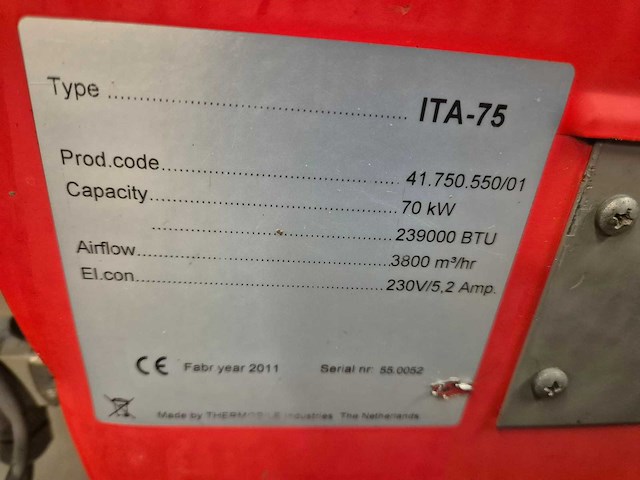 Type ........ ITA-75
Prod.code ........ 41.750.550/01
Capacity ........ 70 kW
........ 239000 BTU
Airflow ........ 3800 m³/hr
El.con ........ 230V/5,2 Amp.
CE Fabr year 2011 Serial nr: 55.0052
Made by THERMOBILE Industries The Netherlands